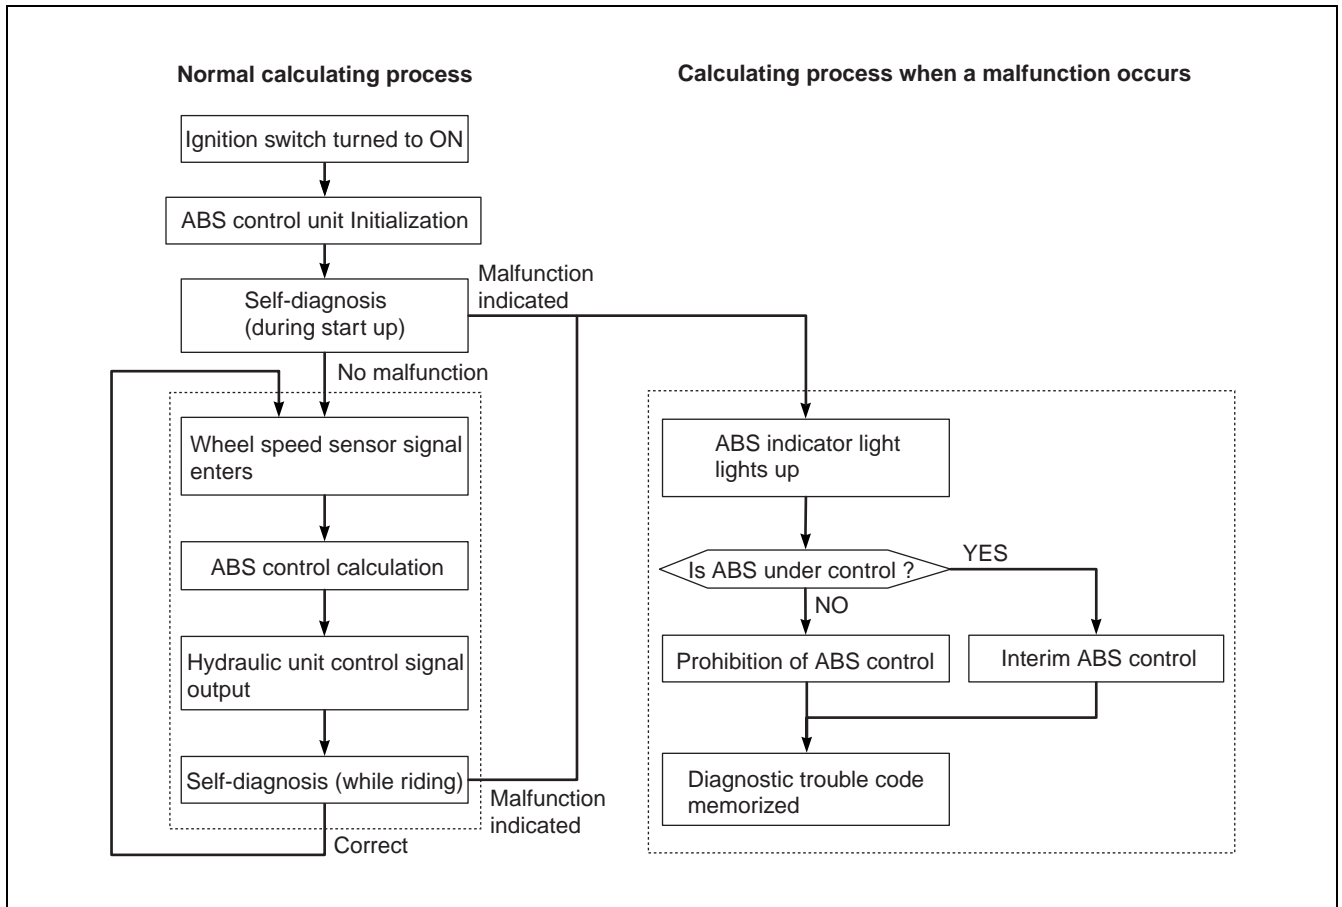 Normal calculating process
Ignition switch turned to ON
ABS control unit Initialization
Self-diagnosis
(during start up)
Malfunction
indicated
No malfunction
Wheel speed sensor signal
enters
ABS control calculation
Hydraulic unit control signal
output
Self-diagnosis (while riding)
Malfunction
indicated
Correct
Calculating process when a malfunction occurs
ABS indicator light
lights up
Is ABS under control ?
YES
NO
Prohibition of ABS control
Interim ABS control
Diagnostic trouble code
memorized